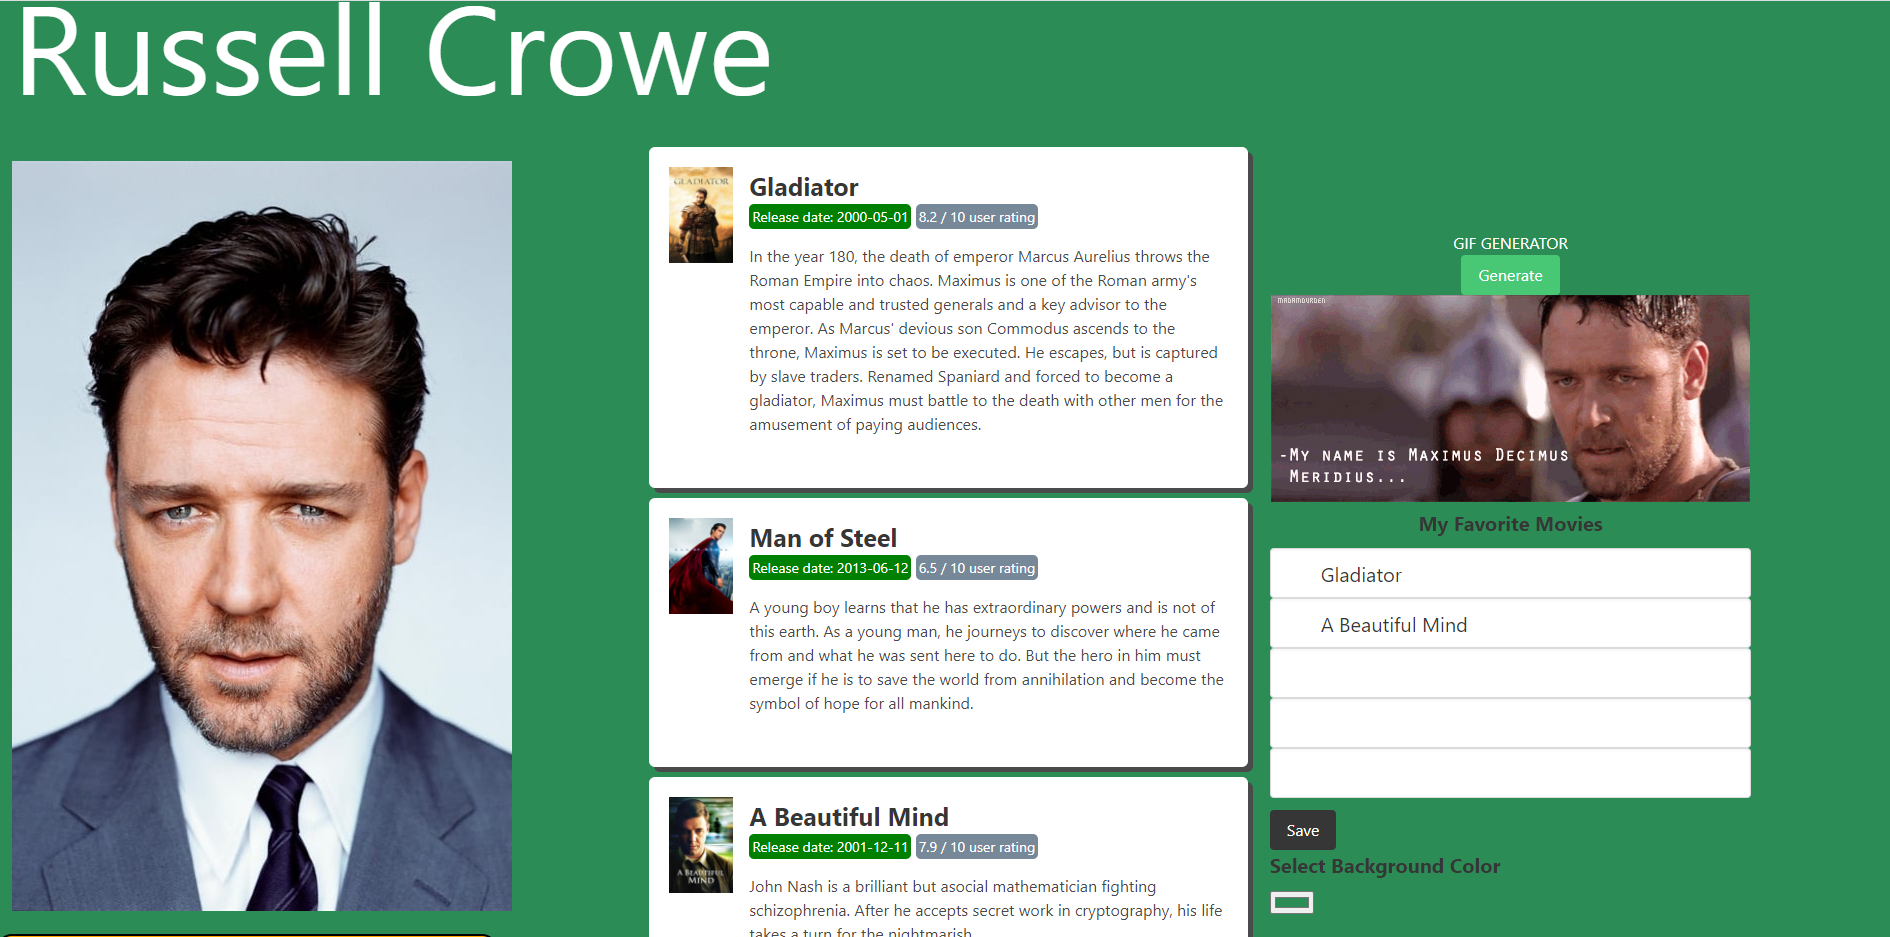 Russell Crowe
GLADIATOR
Gladiator
Release date: 2000-05-01 8.2 / 10 user rating
In the year 180, the death of emperor Marcus Aurelius throws the
Roman Empire into chaos. Maximus is one of the Roman army's
most capable and trusted generals and a key advisor to the
emperor. As Marcus' devious son Commodus ascends to the
throne, Maximus is set to be executed. He escapes, but is captured
by slave traders. Renamed Spaniard and forced to become a
gladiator, Maximus must battle to the death with other men for the
amusement of paying audiences.
Man of Steel
Release date: 2013-06-12 6.5 / 10 user rating
A young boy learns that he has extraordinary powers and is not of
this earth. As a young man, he journeys to discover where he came
from and what he was sent here to do. But the hero in him must
emerge if he is to save the world from annihilation and become the
symbol of hope for all mankind.
A BEAUTIFUL
MIND
A Beautiful Mind
Release date: 2001-12-11 7.9 / 10 user rating
John Nash is a brilliant but asocial mathematician fighting
schizophrenia. After he accepts secret work in cryptography, his life
takes a turn for the nightmarish.
GIF GENERATOR
Generate
MADAMDURDEN
-My name is Maximus Decimus
Meridius...
My Favorite Movies
Gladiator
A Beautiful Mind
Save
Select Background Color